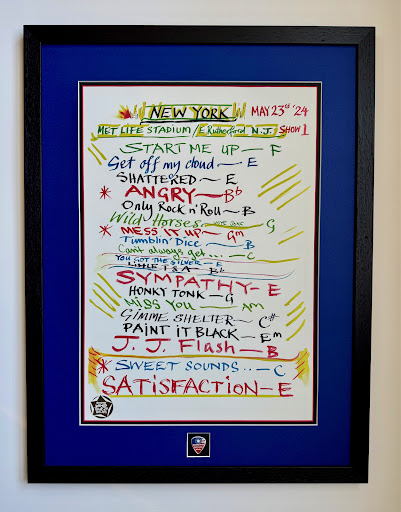 NEW YORK MAY 23RD '24
MET LIFE STADIUM/E. Rutherford N.J. SHOW 1
START ME UP — F
Get off my cloud — E
SHATTERED — E
* ANGRY — Bb
Only Rock n' Roll — B
Wild Horses. G
* MESS IT UP — Gm
Tumblin' Dice — B
Can't always get... — C
YOU GOT THE SILVER — E
LITTLE T & A — Bb
SYMPATHY — E
HONKY TONK — G
MISS YOU — AM
GIMME SHELTER — C#
PAINT IT BLACK — Em
J. J. Flash — B
* SWEET SOUNDS.. — C
SATISFACTION — E